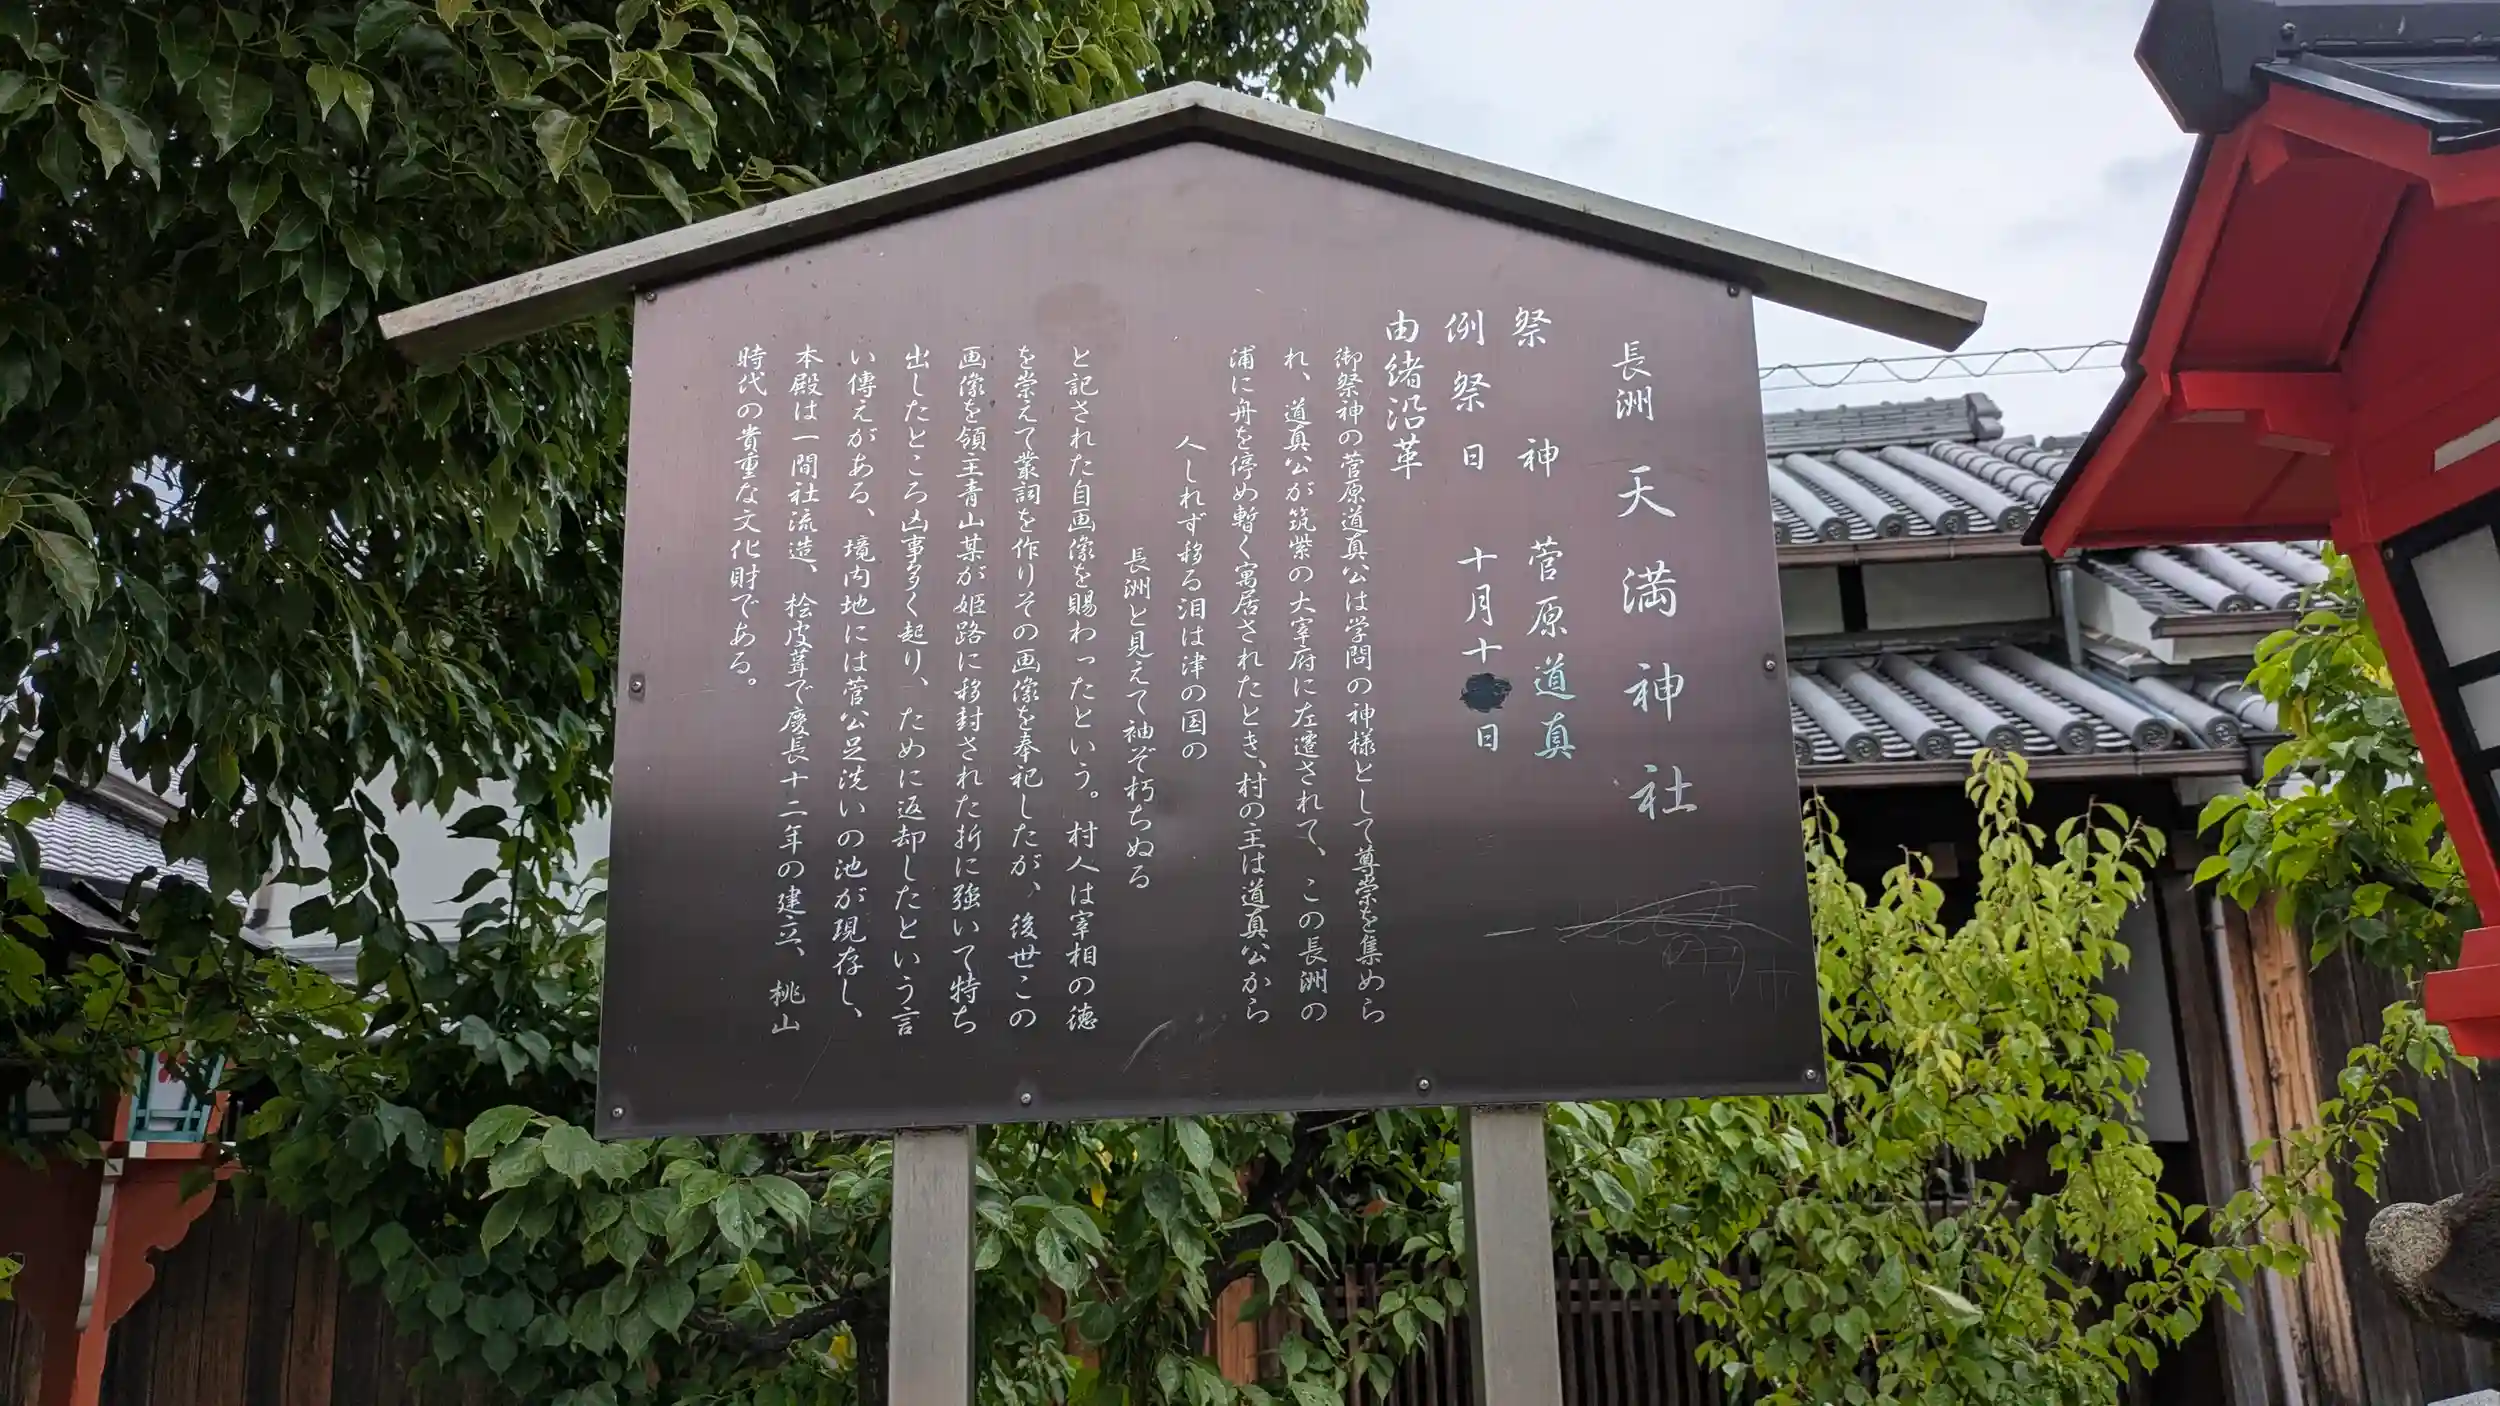 長洲天満神社
祭神 菅原道真
例祭日 十月十日
由緒沿革
御祭神の菅原道真公は学問の神様として尊崇を集めら
れ、道真公が筑紫の大宰府に左遷されて、この長洲の
浦に舟を停め暫く寓居されたとき、村の主は道真公から
人しれず移る泪は津の国の
長洲と見えて袖ぞ朽ちぬる
と記された自画像を賜わったという。村人は宰相の徳
を崇えて叢詞を作りその画像を奉祀したが、後世この
画像を領主青山某が姫路に移封された折に強いて持ち
出したところ凶事多く起り、ために返却したという言
い傳えがある、境内地には菅公足洗いの池が現存し、
本殿は一間社流造、桧皮葺で慶長十二年の建立、桃山
時代の貴重な文化財である。